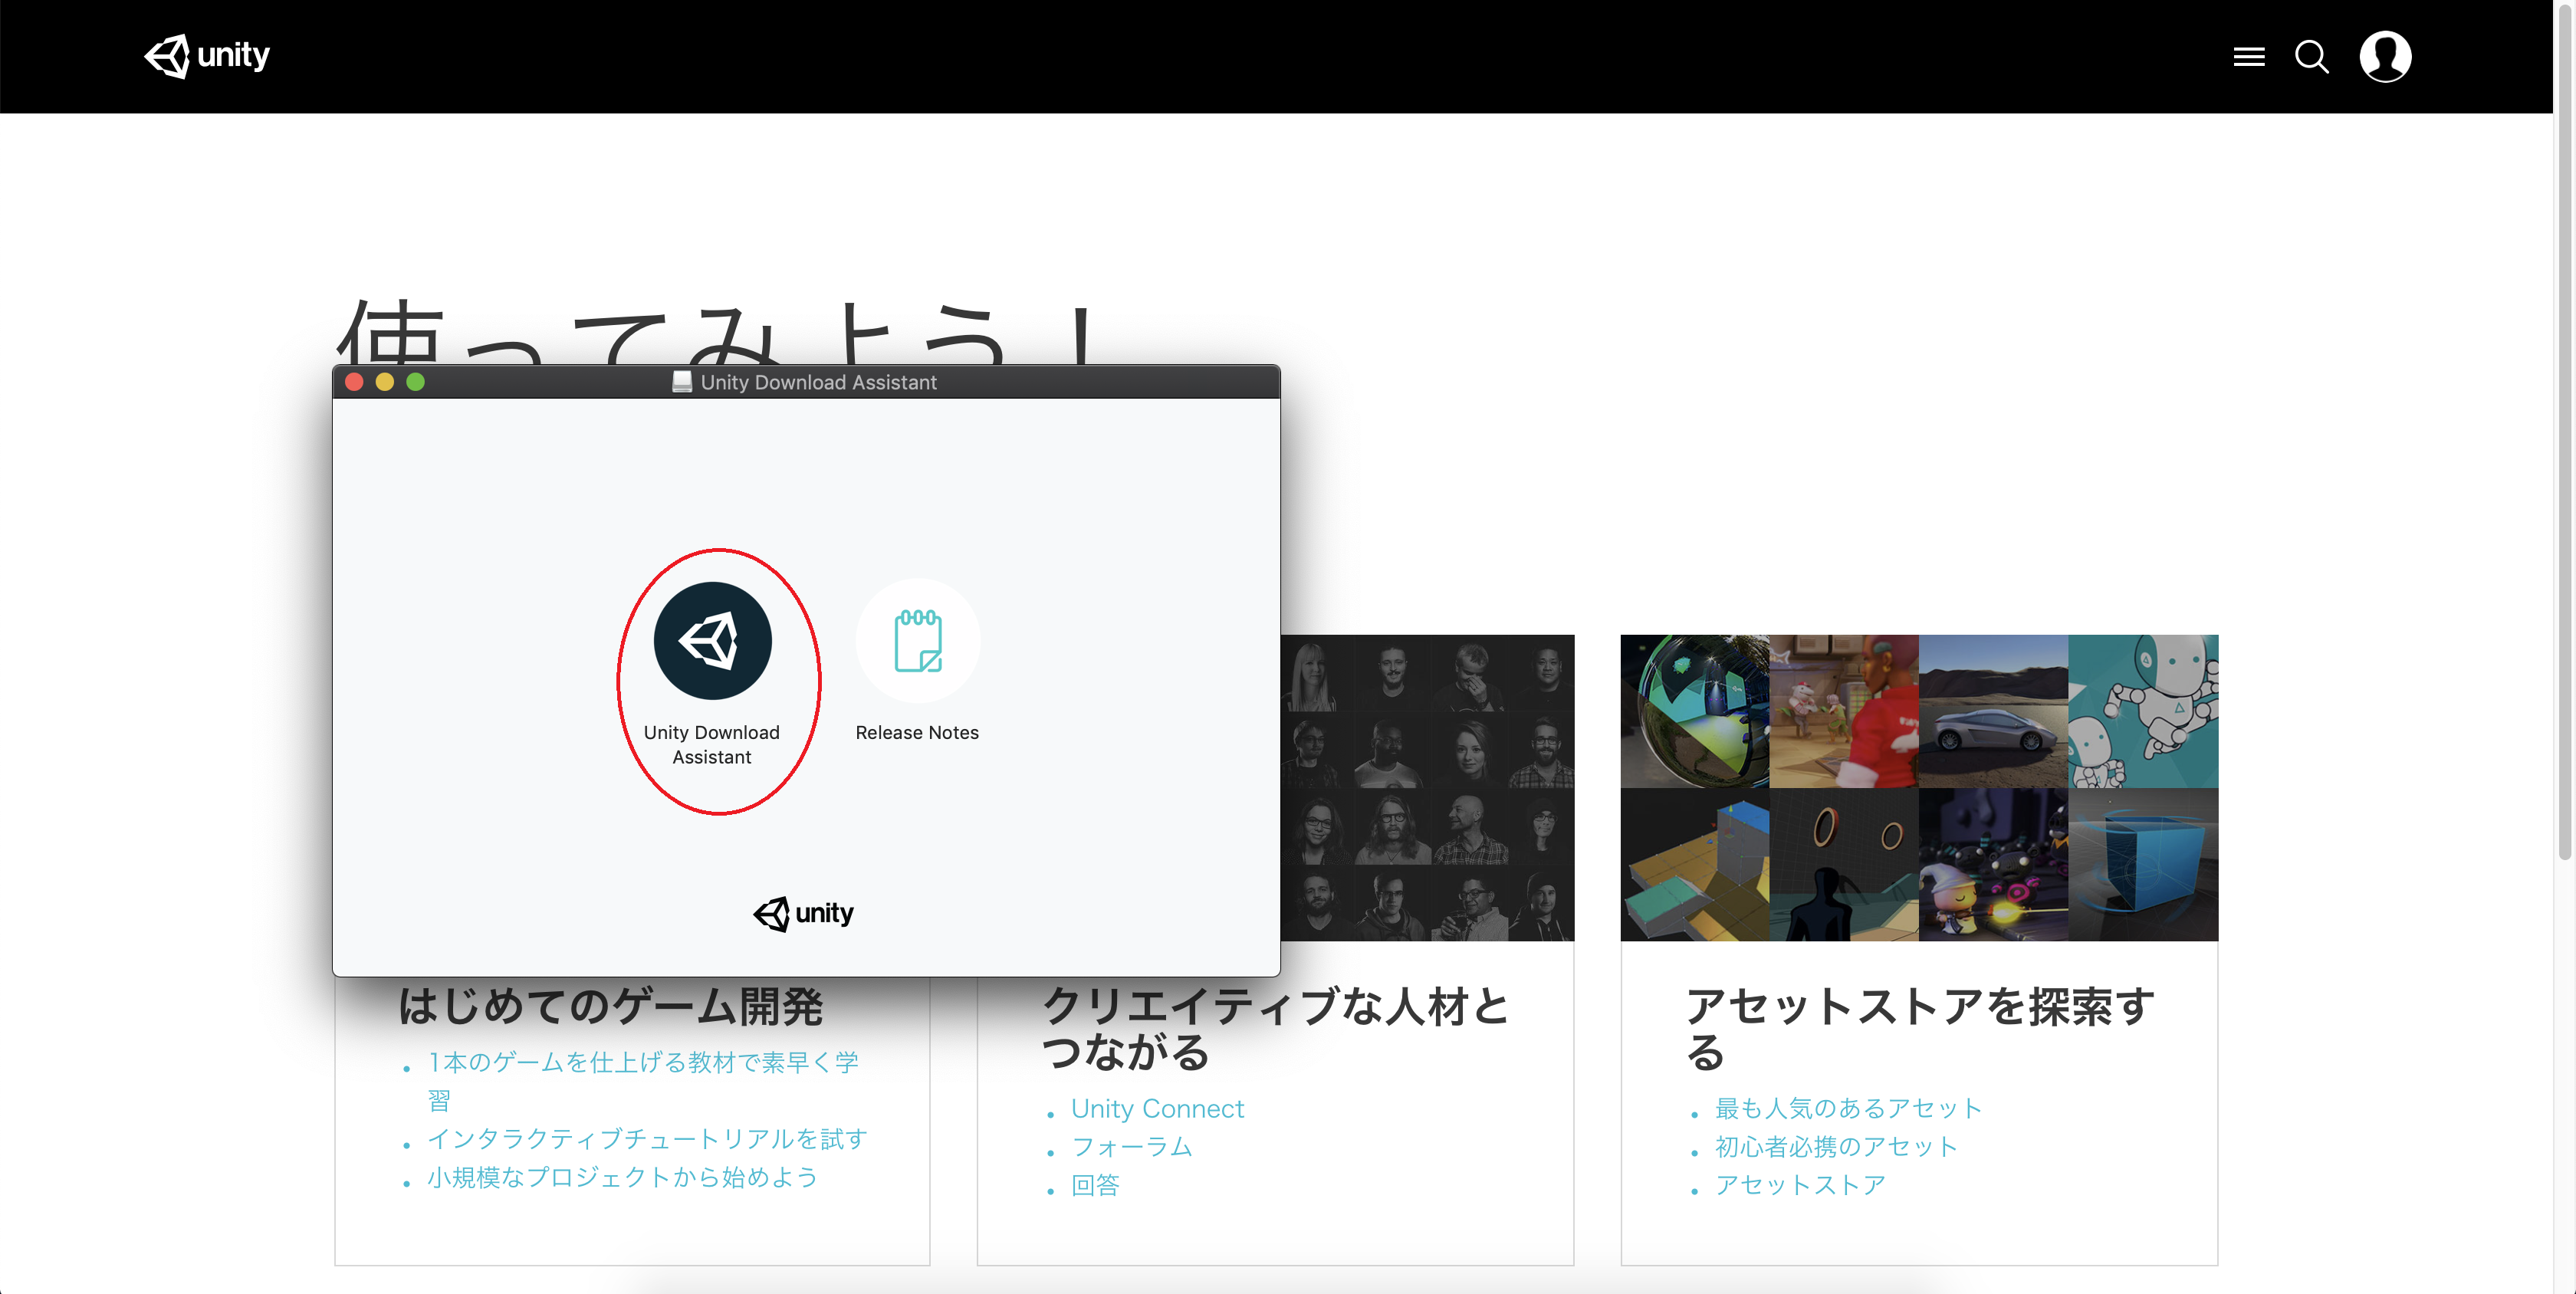 unity
使ってみよう！
Unity Download Assistant
Unity Download
Assistant
Release Notes
unity
はじめてのゲーム開発
1本のゲームを仕上げる教材で素早く学
習
インタラクティブチュートリアルを試す
小規模なプロジェクトから始めよう
クリエイティブな人材と
つながる
Unity Connect
フォーラム
回答
アセットストアを探索す
る
最も人気のあるアセット
初心者必携のアセット
アセットストア